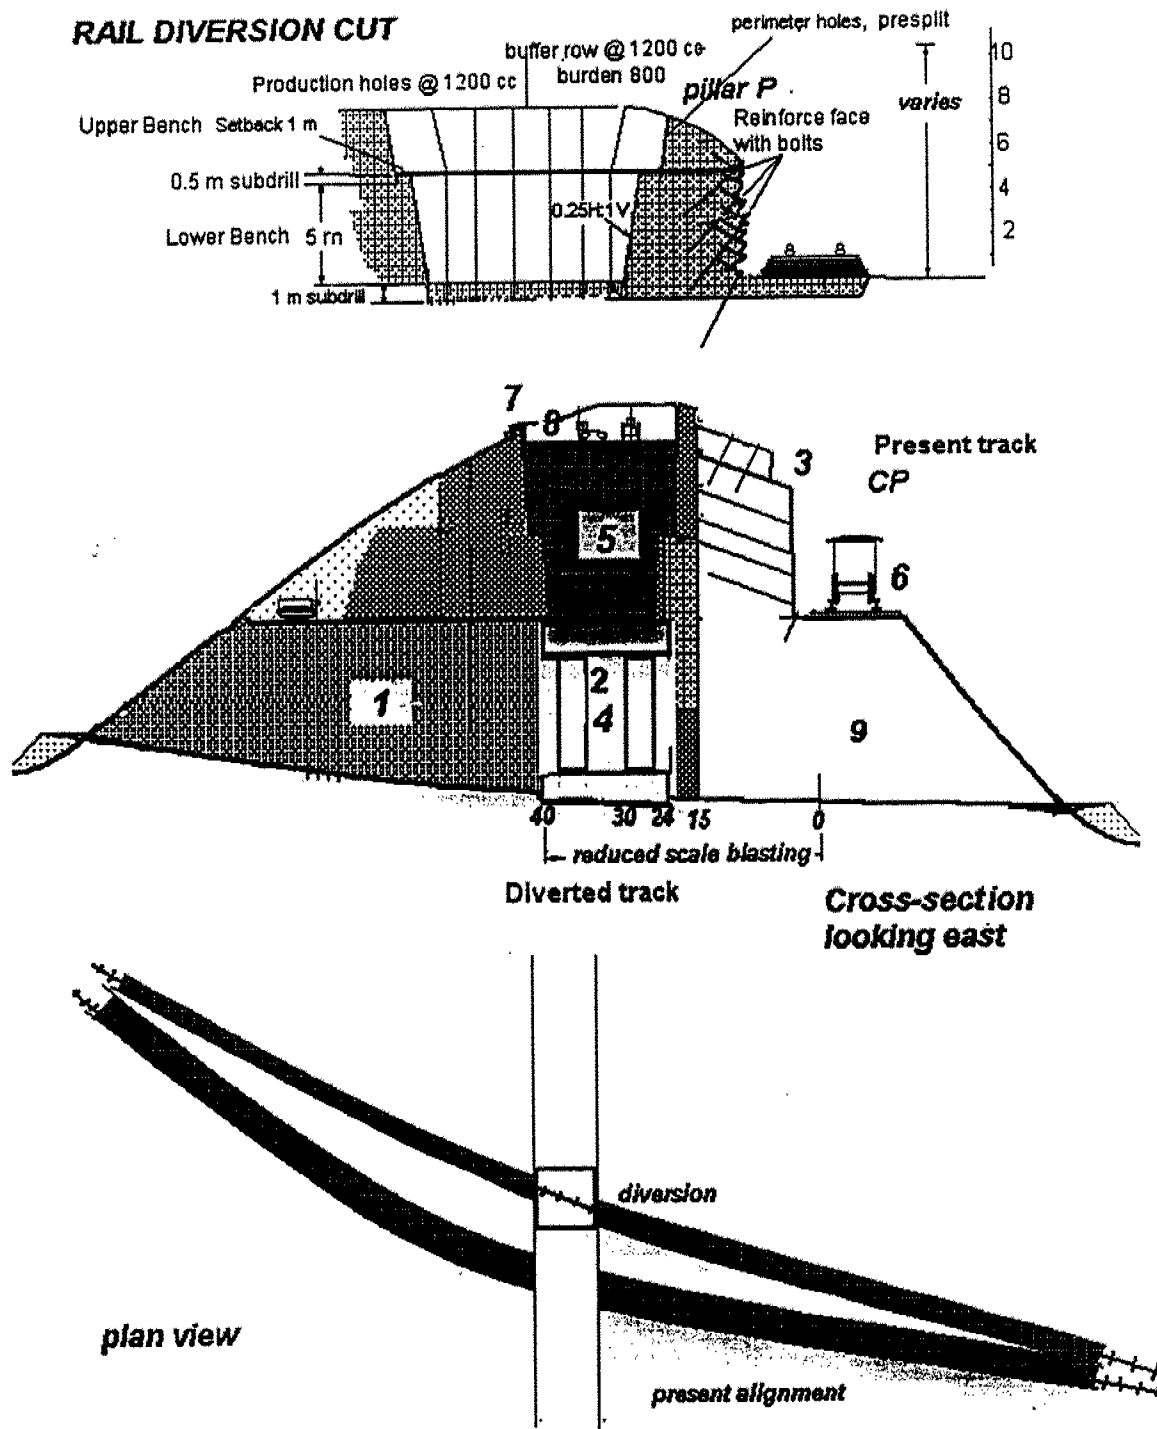 RAIL DIVERSION CUT
perimeter holes, presplit
buffer row @ 1200 cc
burden 800
Production holes @ 1200 cc
pillar P
varies
10
8
6
4
2
Upper Bench Setback 1 m
Reinforce face
with bolts
0.5 m subdrill
0.25H:1V
Lower Bench 5 m
1 m subdrill
7
8
3
Present track
CP
5
6
1
2
4
9
40 30 24 15 0
reduced scale blasting
Diverted track
Cross-section
looking east
diversion
plan view
present alignment